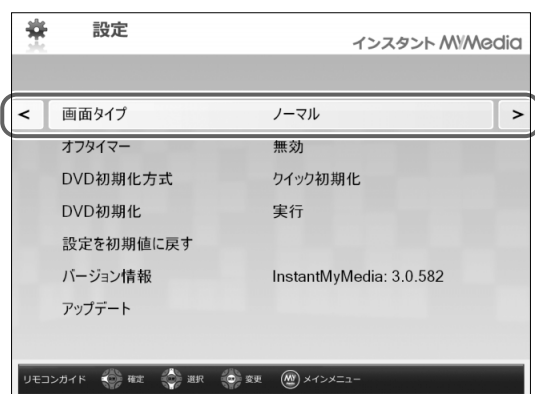 設定
インスタント MyMedia
< 画面タイプ ノーマル >
オフタイマー 無効
DVD初期化方式 クイック初期化
DVD初期化 実行
設定を初期値に戻す
バージョン情報 InstantMyMedia: 3.0.582
アップデート
リモコンガイド 確定 選択 変更 My メインメニュー